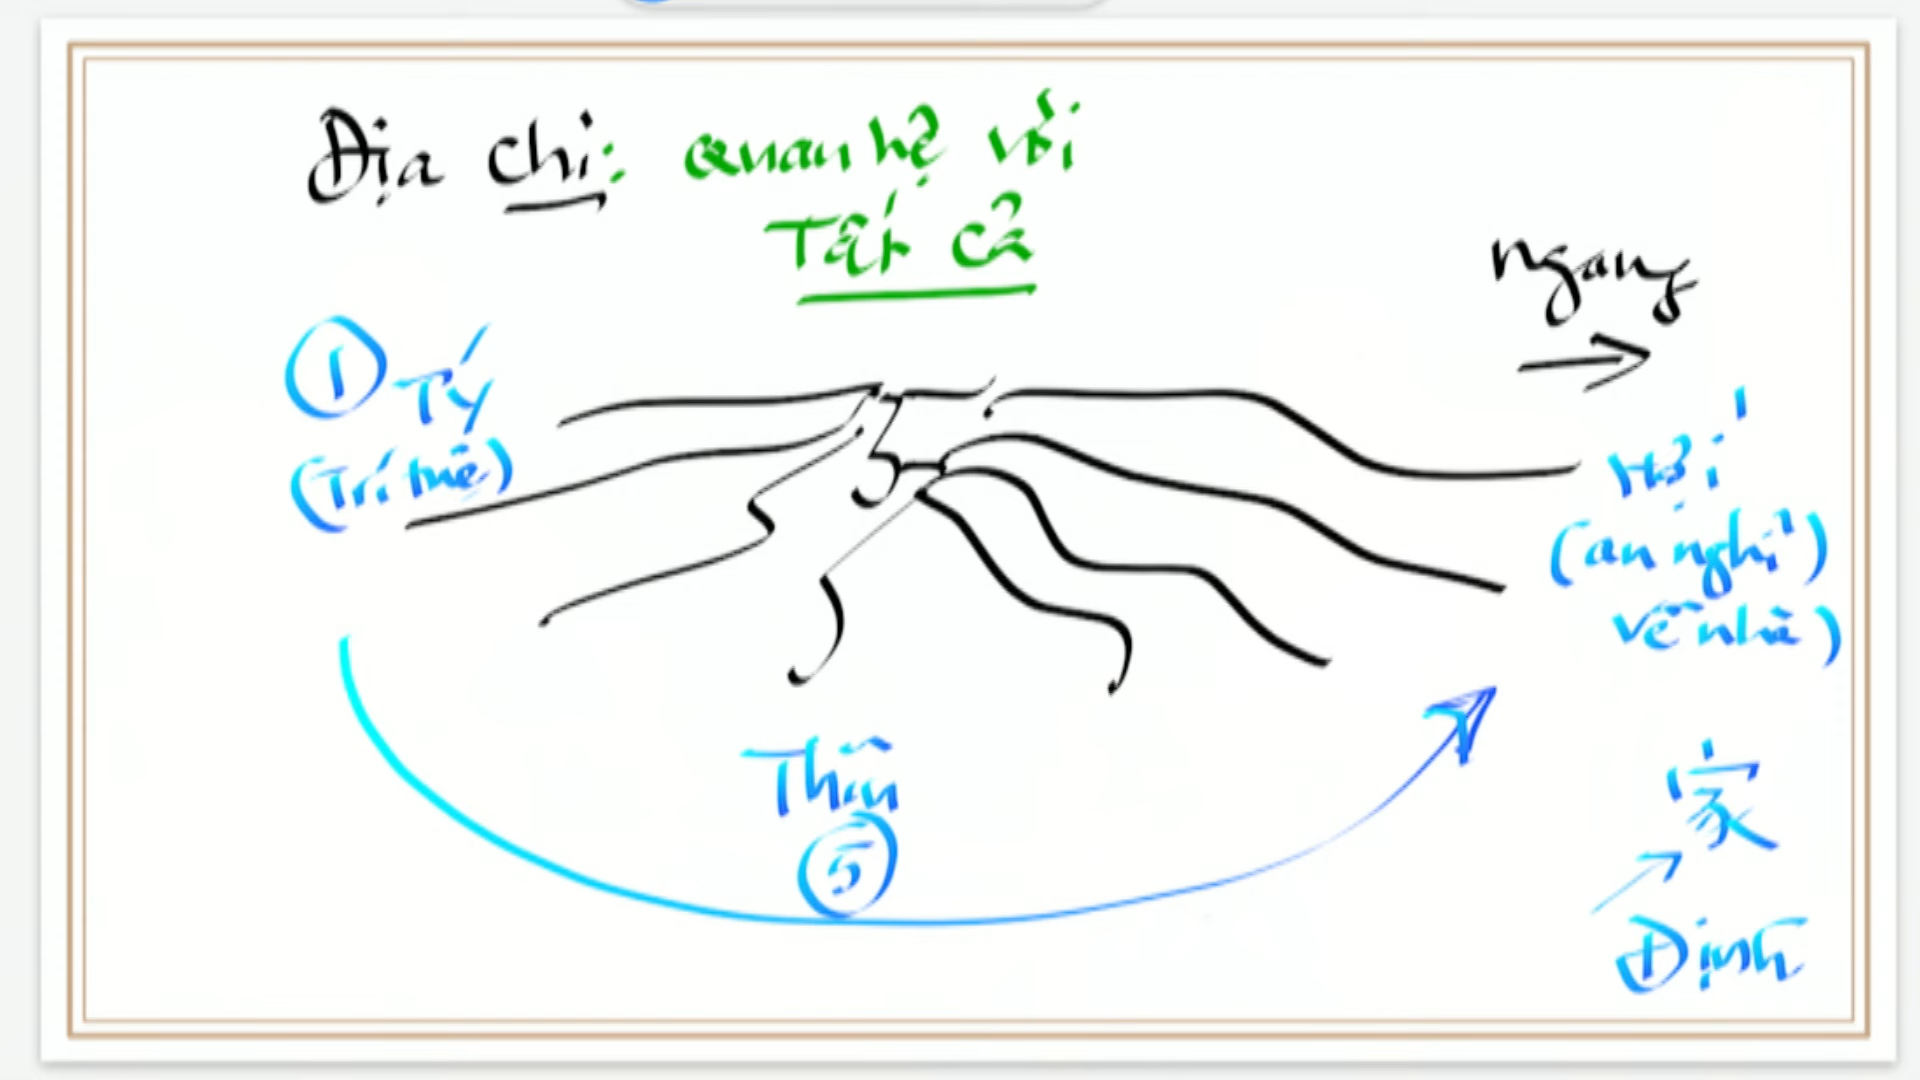 Địa chi: Quan hệ với
Tất cả
ngang
① Tý
(Trí tuệ)
Hợi
(an nghỉ)
về nhà)
Thìn
⑤
家
Định